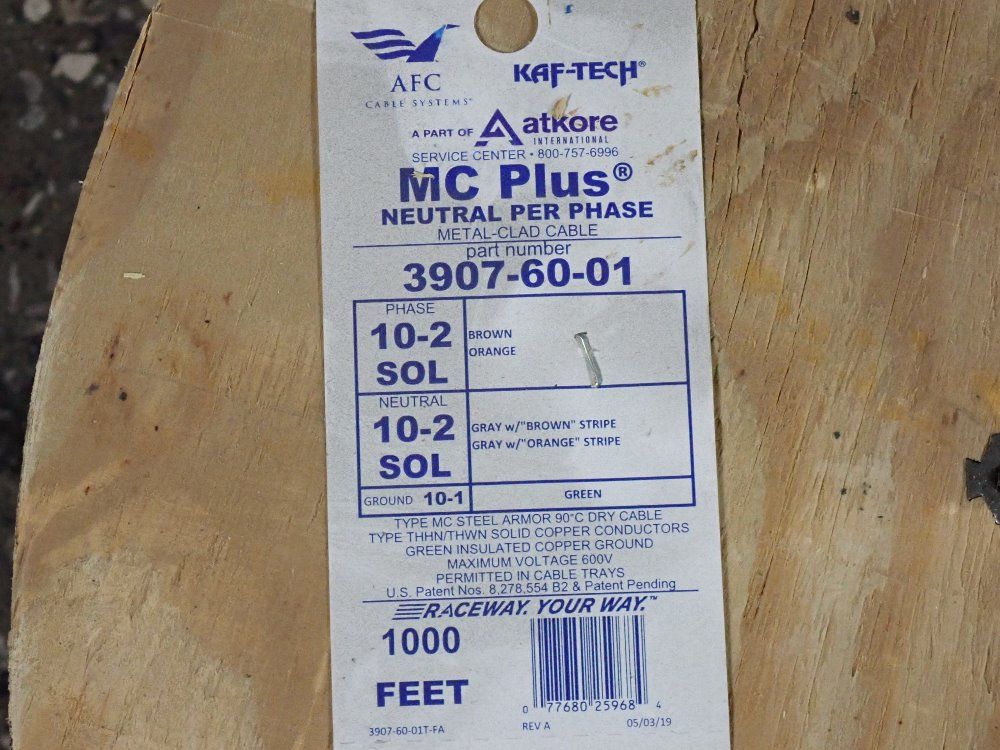 AFC
CABLE SYSTEMS®
KAF-TECH®
A PART OF atkore
INTERNATIONAL
SERVICE CENTER • 800-757-6996
MC Plus®
NEUTRAL PER PHASE
METAL-CLAD CABLE
part number
3907-60-01
PHASE
10-2
SOL
BROWN
ORANGE
NEUTRAL
10-2
SOL
GRAY w/"BROWN" STRIPE
GRAY w/"ORANGE" STRIPE
GROUND 10-1
GREEN
TYPE MC STEEL ARMOR 90°C DRY CABLE
TYPE THHN/THWN SOLID COPPER CONDUCTORS
GREEN INSULATED COPPER GROUND
MAXIMUM VOLTAGE 600V
PERMITTED IN CABLE TRAYS
U.S. Patent Nos. 8,278,554 B2 & Patent Pending
RACEWAY. YOUR WAY.™
1000
FEET
0 77680 25968 4
3907-60-01T-FA
REV A
05/03/19